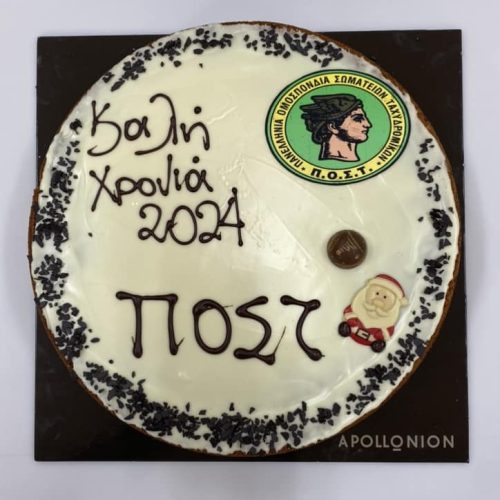 Καλή
χρονιά
2024
ΠΑΝΕΛΛΗΝΙΑ ΟΜΟΣΠΟΝΔΙΑ ΣΩΜΑΤΕΙΩΝ ΤΑΧΥΔΡΟΜΙΚΩΝ
• Π.Ο.Σ.Τ. •
ΠΟΣΤ
APOLLONION